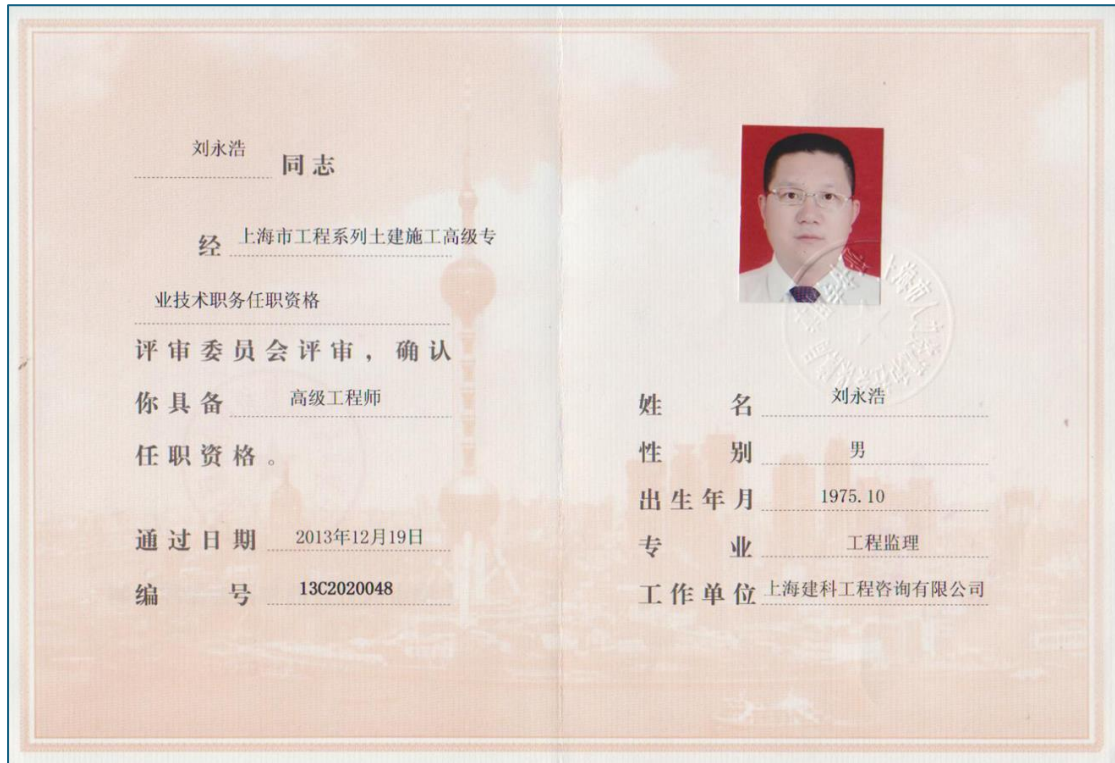 刘永浩 同志
经 上海市工程系列土建施工高级专
业技术职务任职资格
评审委员会评审，确认
你具备 高级工程师
任职资格。
通过日期 2013年12月19日
编号 13C2020048
姓名 刘永浩
性别 男
出生年月 1975.10
专业 工程监理
工作单位 上海建科工程咨询有限公司